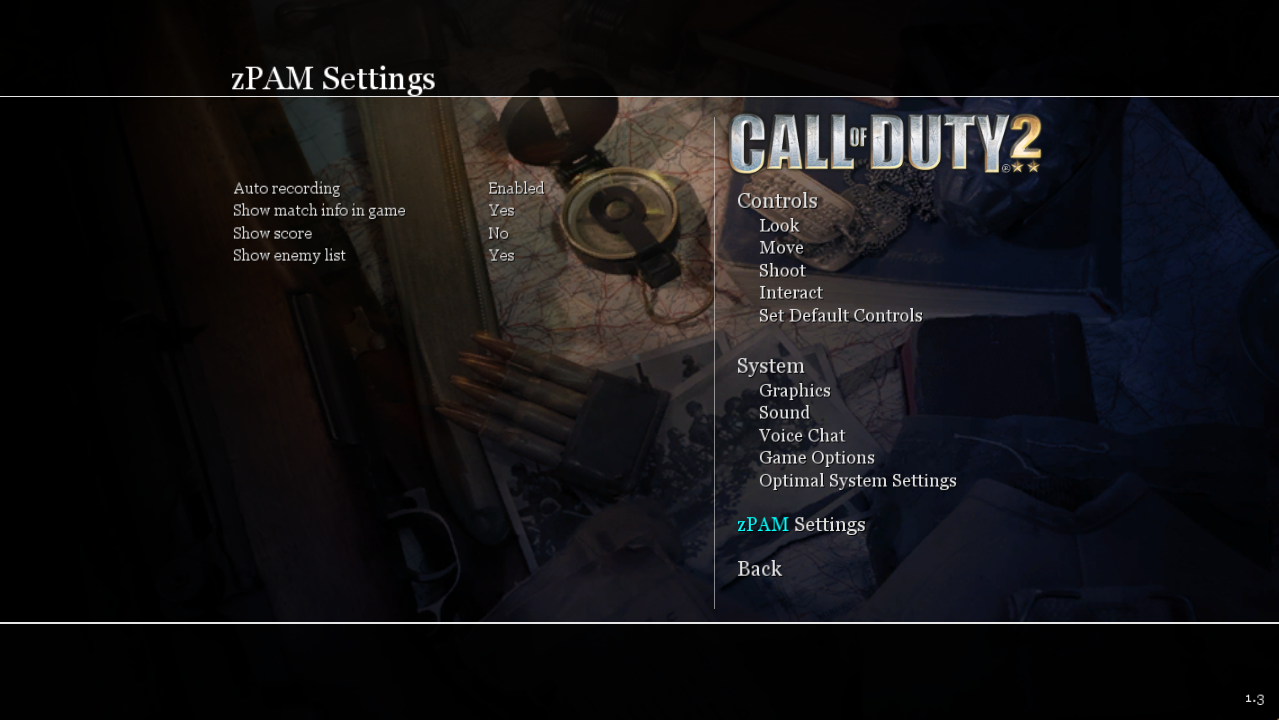 zPAM Settings
Auto recording Enabled
Show match info in game Yes
Show score No
Show enemy list Yes
CALL OF DUTY 2
Controls
Look
Move
Shoot
Interact
Set Default Controls
System
Graphics
Sound
Voice Chat
Game Options
Optimal System Settings
zPAM Settings
Back
1.3